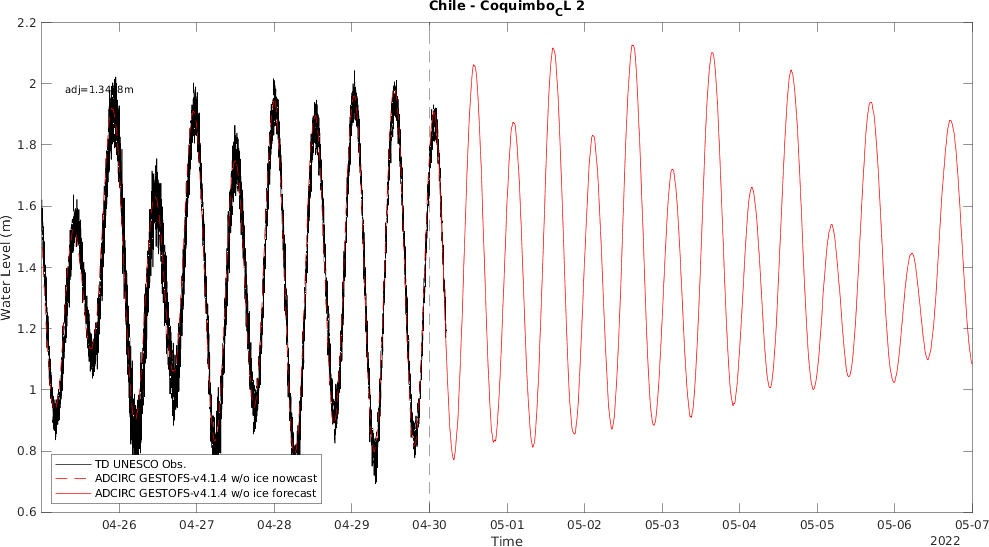 Chile - Coquimbo_CL 2
Water Level (m)
2.2
2
1.8
1.6
1.4
1.2
1
0.8
0.6
TD UNESCO Obs.
ADCIRC GESTOFS-v4.1.4 w/o ice nowcast
ADCIRC GESTOFS-v4.1.4 w/o ice forecast
04-26 04-27 04-28 04-29 04-30 05-01 05-02 05-03 05-04 05-05 05-06 05-07
Time
2022